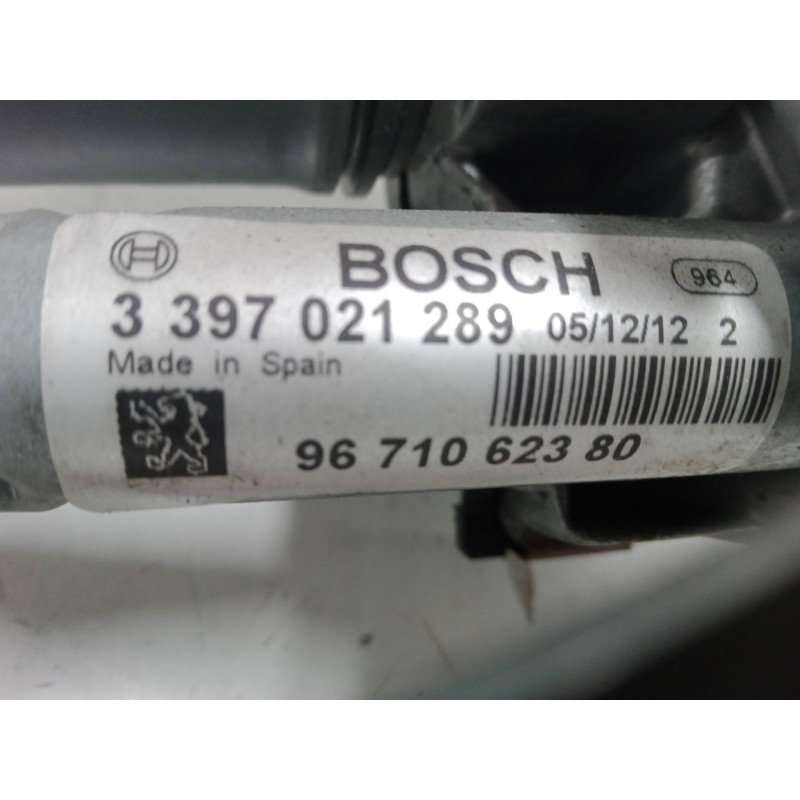 BOSCH 964
3 397 021 289 05/12/12 2
Made in Spain
96 710 623 80